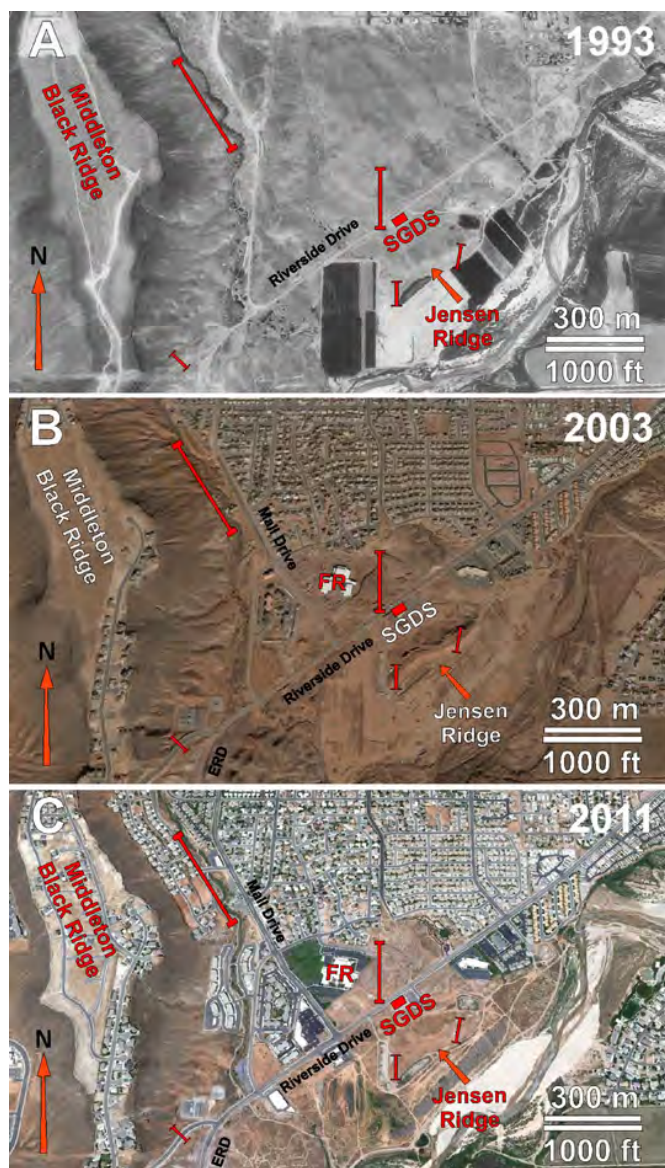 A
1993
Middleton
Black Ridge
N
Riverside Drive
SGDS
Jensen
Ridge
300 m
1000 ft
B
2003
Middleton
Black Ridge
Mall Drive
FR
N
Riverside Drive
SGDS
Jensen
Ridge
ERD
300 m
1000 ft
C
2011
Middleton
Black Ridge
Mall Drive
FR
N
Riverside Drive
SGDS
Jensen
Ridge
ERD
300 m
1000 ft